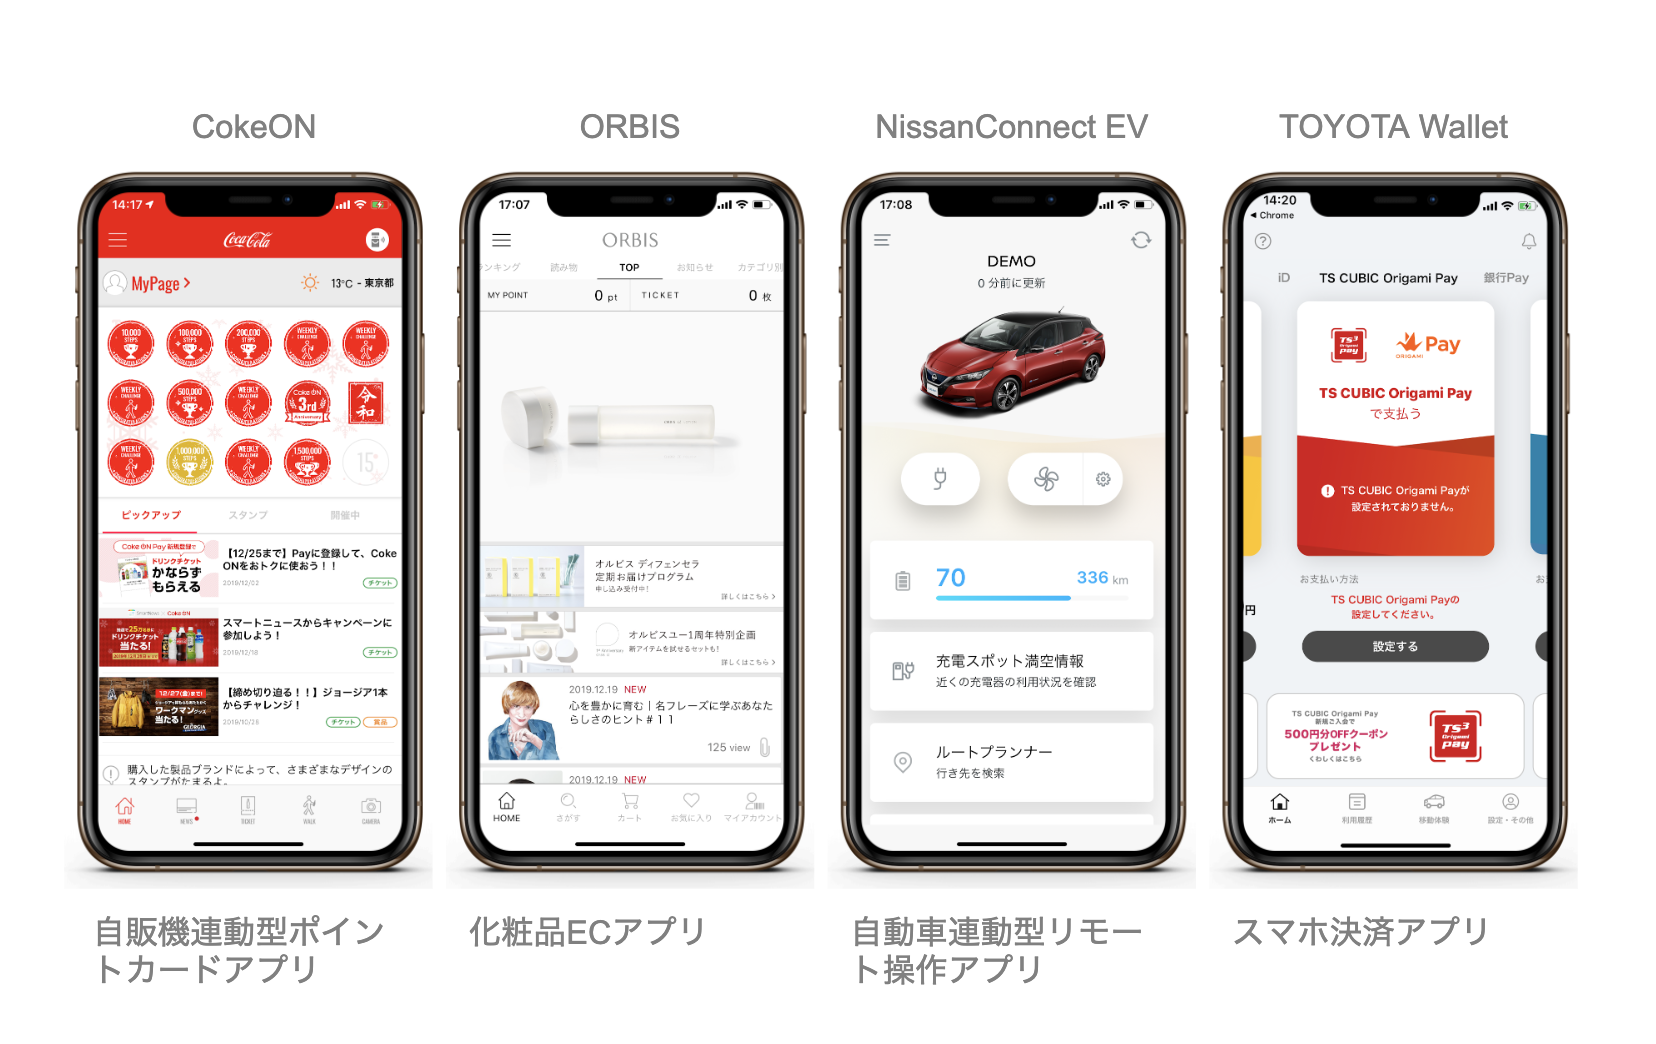 CokeON
ORBIS
NissanConnect EV
TOYOTA Wallet
14:17
Coca-Cola
MyPage
13°C - 東京都
10,000 STEPS
100,000 STEPS
200,000 STEPS
WEEKLY CHALLENGE
WEEKLY CHALLENGE
WEEKLY CHALLENGE
500,000 STEPS
WEEKLY CHALLENGE
Coke ON 3rd Anniversary
令和
WEEKLY CHALLENGE
1,000,000 STEPS
WEEKLY CHALLENGE
1,500,000 STEPS
15
ピックアップ
スタンプ
開催中
Coke ON Pay 新規登録で
ドリンクチケット
かならず
もらえる
【12/25まで】Payに登録して、Coke
ONをおトクに使おう！！
2019/12/02
チケット
ドリンクチケット
当たる!
スマートニュースからキャンペーンに
参加しよう！
2019/12/18
チケット
12/27(金)まで!
ワークマングッズ
当たる!
GEORGIA
【締め切り迫る！！】ジョージア1本
からチャレンジ！
2019/10/28
チケット
賞品
購入した製品ブランドによって、さまざまなデザインの
スタンプがたまるよ。
HOME
NEWS
TICKET
WALK
CAMERA
17:07
ORBIS
ランキング
読み物
TOP
お知らせ
カテゴリ別
MY POINT
0 pt
TICKET
0 枚
オルビス ディフェンセラ
定期お届けプログラム
申し込み受付中!
詳しくはこちら
オルビスユー1周年特別企画
新アイテムを試せるセットも!
詳しくはこちら
2019.12.19 NEW
心を豊かに育む｜名フレーズに学ぶあなた
らしさのヒント＃１１
125 view
2019.12.19 NEW
HOME
さがす
カート
お気に入り
マイアカウント
17:08
DEMO
0 分前に更新
70
336 km
充電スポット満空情報
近くの充電器の利用状況を確認
ルートプランナー
行き先を検索
14:20
Chrome
iD
TS CUBIC Origami Pay
銀行Pay
TS3 Origami pay
ORIGAMI Pay
TS CUBIC Origami Pay
で支払う
TS CUBIC Origami Payが
設定されておりません。
お支払い方法
お
円
TS CUBIC Origami Payの
設定してください。
設定する
TS CUBIC Origami Pay
新規ご入会で
500円分OFFクーポン
プレゼント
くわしくはこちら
TS3 Origami pay
ホーム
利用履歴
移動体験
設定・その他
自販機連動型ポイン
トカードアプリ
化粧品ECアプリ
自動車連動型リモー
ト操作アプリ
スマホ決済アプリ